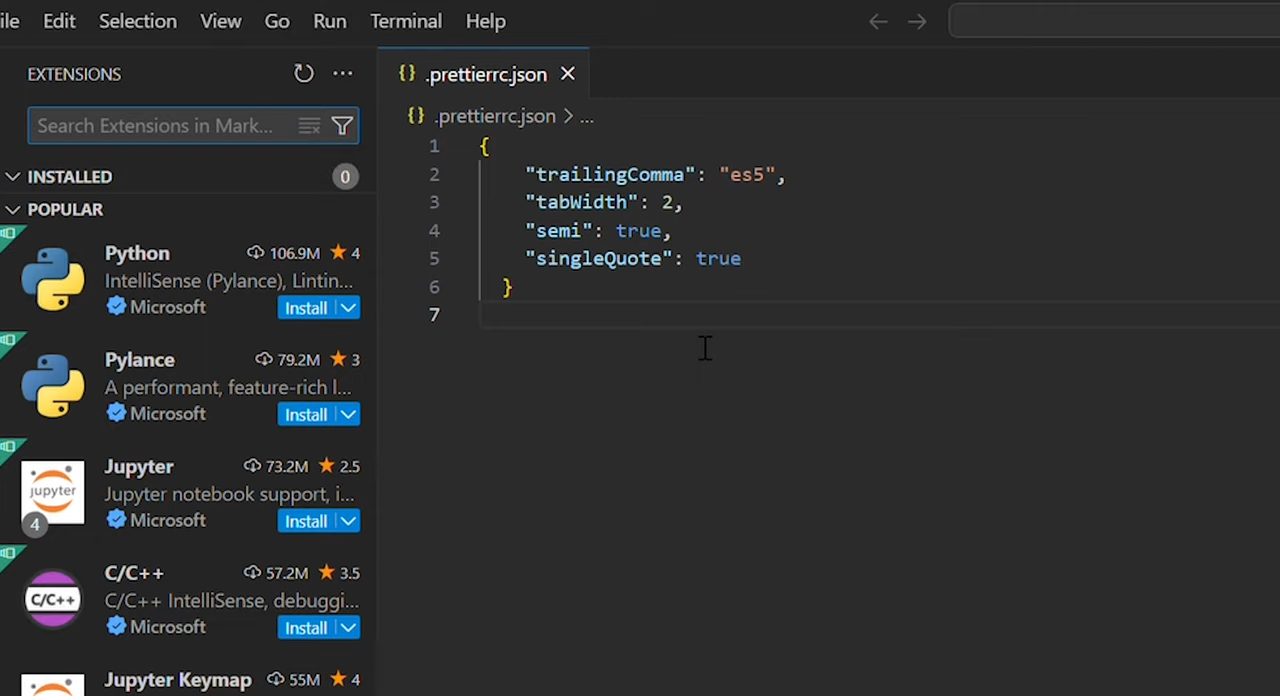 ile Edit Selection View Go Run Terminal Help
EXTENSIONS
Search Extensions in Mark...
INSTALLED 0
POPULAR
Python 106.9M 4
IntelliSense (Pylance), Lintin...
Microsoft Install
Pylance 79.2M 3
A performant, feature-rich l...
Microsoft Install
Jupyter 73.2M 2.5
jupyter
Jupyter notebook support, i...
4 Microsoft Install
C/C++ 57.2M 3.5
C/C++
C/C++ IntelliSense, debuggi...
Microsoft Install
Jupyter Keymap 55M 4
{} .prettierrc.json
{} .prettierrc.json > ...
1 {
2 "trailingComma": "es5",
3 "tabWidth": 2,
4 "semi": true,
5 "singleQuote": true
6 }
7